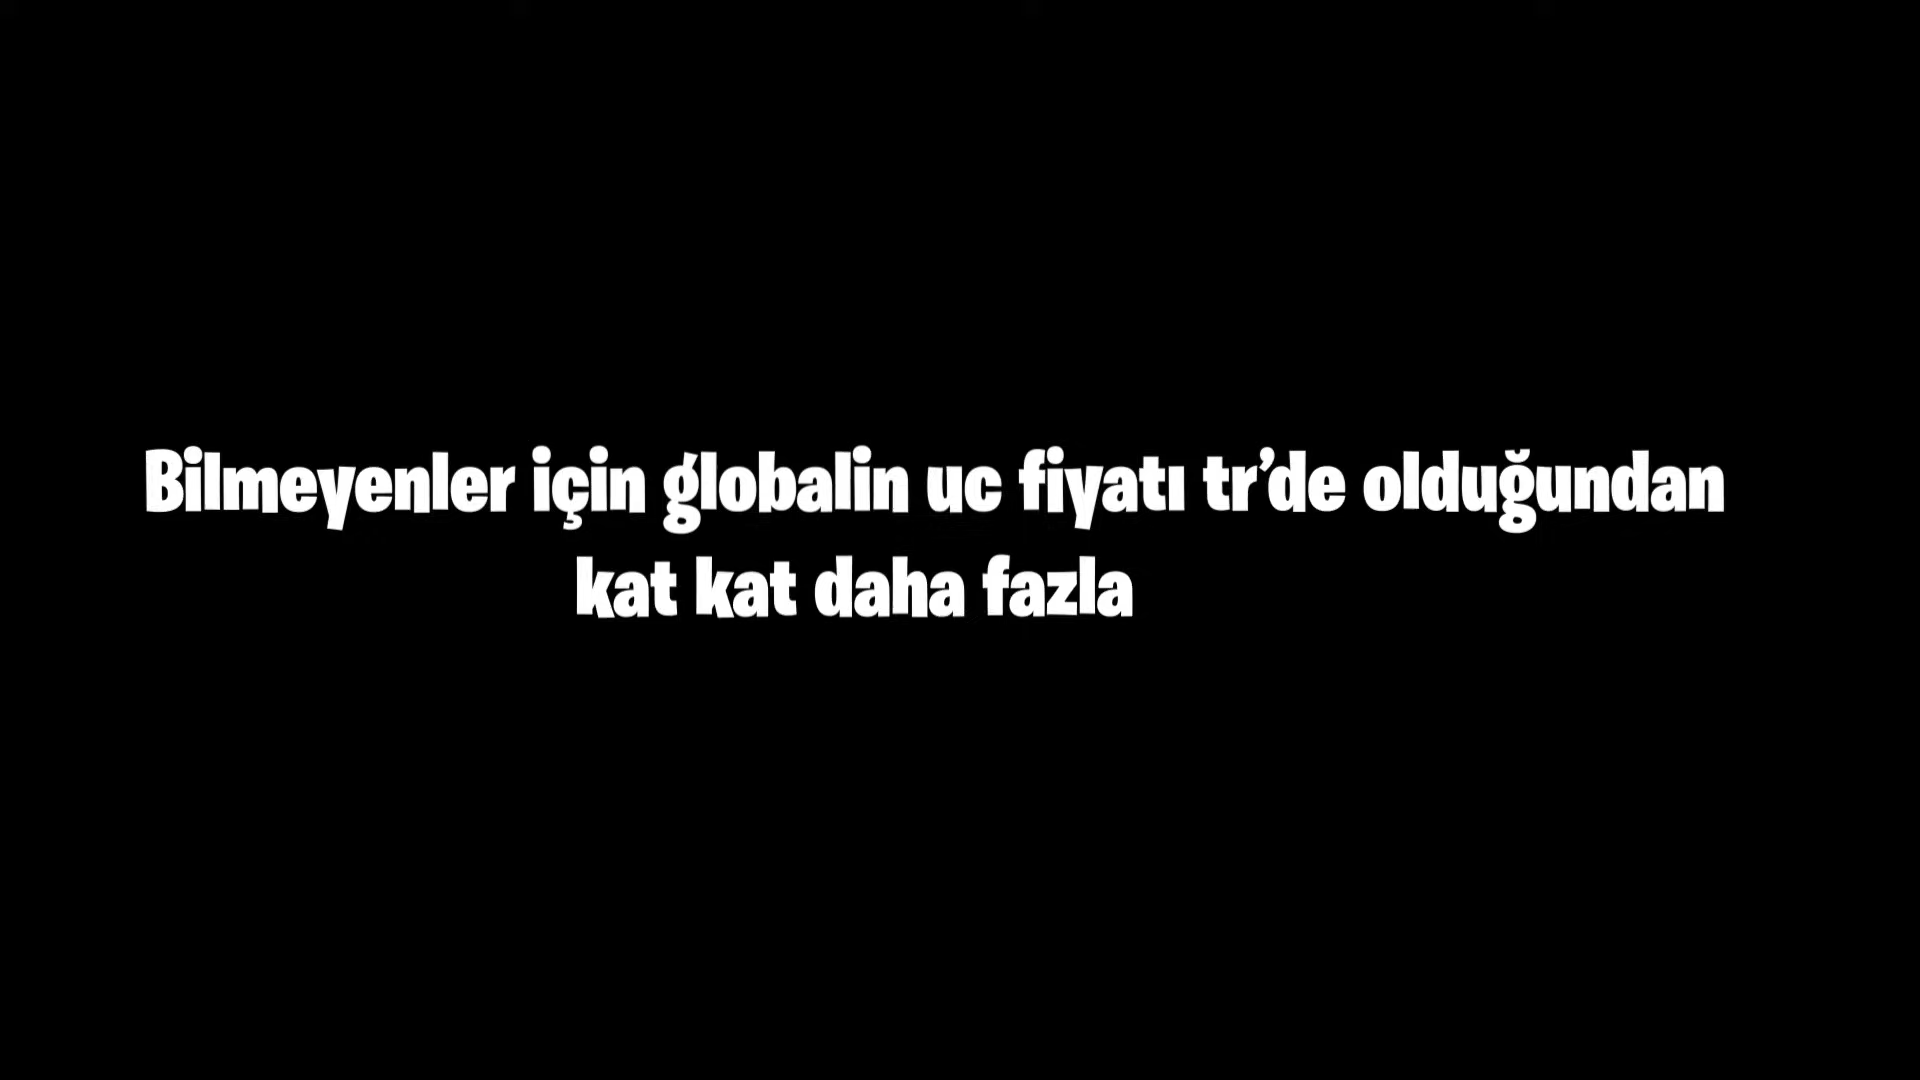 Bilmeyenler için globalin uc fiyatı tr’de olduğundan
kat kat daha fazla